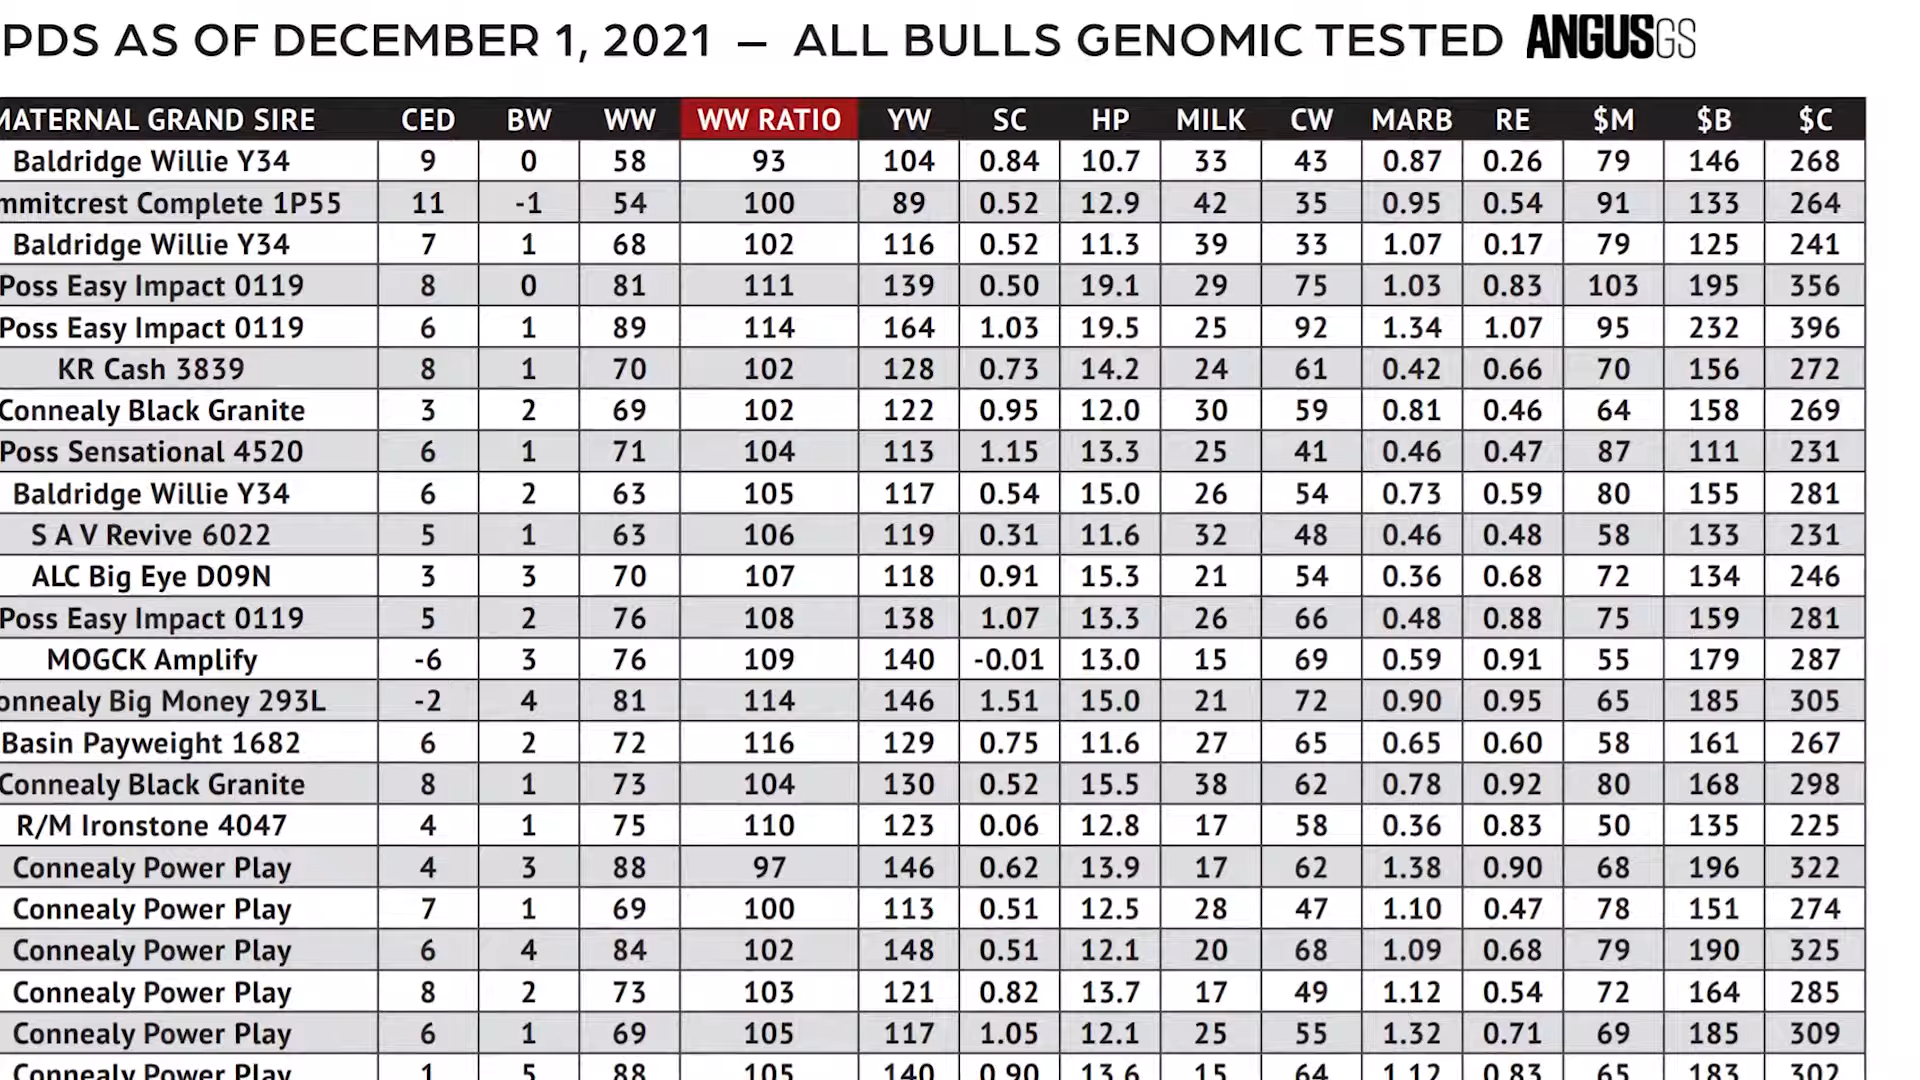 PDS AS OF DECEMBER 1, 2021 — ALL BULLS GENOMIC TESTED ANGUSGS
MATERNAL GRAND SIRE CED BW WW WW RATIO YW SC HP MILK CW MARB RE $M $B $C
Baldridge Willie Y34 9 0 58 93 104 0.84 10.7 33 43 0.87 0.26 79 146 268
mmitcrest Complete 1P55 11 -1 54 100 89 0.52 12.9 42 35 0.95 0.54 91 133 264
Baldridge Willie Y34 7 1 68 102 116 0.52 11.3 39 33 1.07 0.17 79 125 241
Poss Easy Impact 0119 8 0 81 111 139 0.50 19.1 29 75 1.03 0.83 103 195 356
Poss Easy Impact 0119 6 1 89 114 164 1.03 19.5 25 92 1.34 1.07 95 232 396
KR Cash 3839 8 1 70 102 128 0.73 14.2 24 61 0.42 0.66 70 156 272
Connealy Black Granite 3 2 69 102 122 0.95 12.0 30 59 0.81 0.46 64 158 269
Poss Sensational 4520 6 1 71 104 113 1.15 13.3 25 41 0.46 0.47 87 111 231
Baldridge Willie Y34 6 2 63 105 117 0.54 15.0 26 54 0.73 0.59 80 155 281
S A V Revive 6022 5 1 63 106 119 0.31 11.6 32 48 0.46 0.48 58 133 231
ALC Big Eye D09N 3 3 70 107 118 0.91 15.3 21 54 0.36 0.68 72 134 246
Poss Easy Impact 0119 5 2 76 108 138 1.07 13.3 26 66 0.48 0.88 75 159 281
MOGCK Amplify -6 3 76 109 140 -0.01 13.0 15 69 0.59 0.91 55 179 287
onnealy Big Money 293L -2 4 81 114 146 1.51 15.0 21 72 0.90 0.95 65 185 305
Basin Payweight 1682 6 2 72 116 129 0.75 11.6 27 65 0.65 0.60 58 161 267
Connealy Black Granite 8 1 73 104 130 0.52 15.5 38 62 0.78 0.92 80 168 298
R/M Ironstone 4047 4 1 75 110 123 0.06 12.8 17 58 0.36 0.83 50 135 225
Connealy Power Play 4 3 88 97 146 0.62 13.9 17 62 1.38 0.90 68 196 322
Connealy Power Play 7 1 69 100 113 0.51 12.5 28 47 1.10 0.47 78 151 274
Connealy Power Play 6 4 84 102 148 0.51 12.1 20 68 1.09 0.68 79 190 325
Connealy Power Play 8 2 73 103 121 0.82 13.7 17 49 1.12 0.54 72 164 285
Connealy Power Play 6 1 69 105 117 1.05 12.1 25 55 1.32 0.71 69 185 309
Connealy Power Play 1 5 88 105 140 0.90 13.6 15 64 1.12 0.83 65 183 302